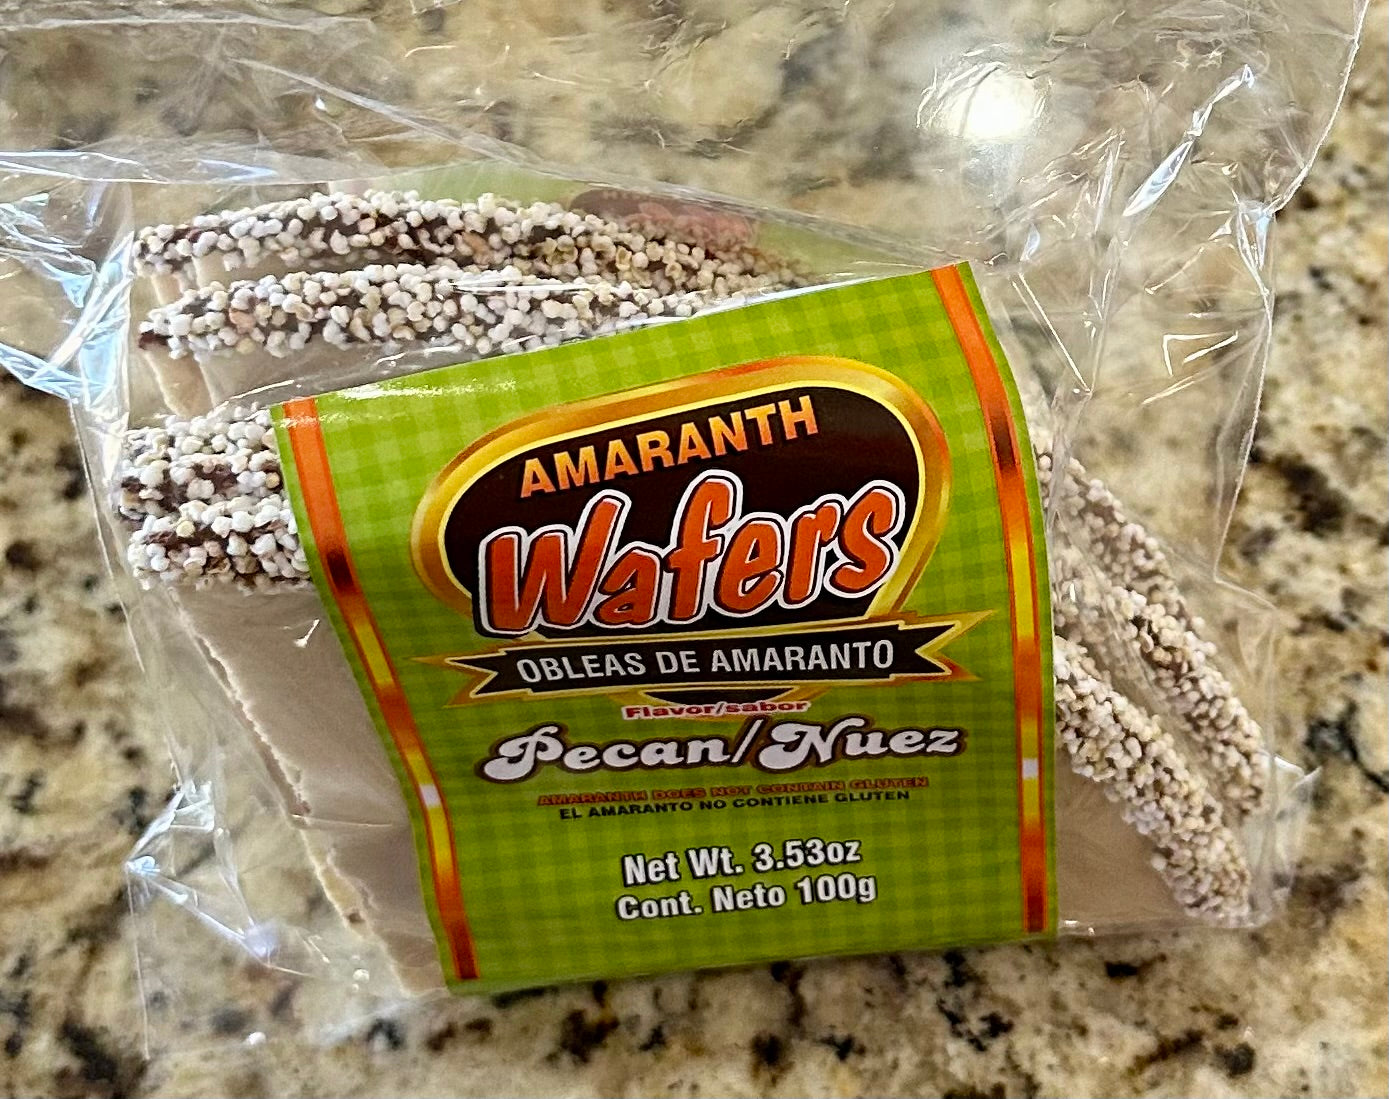 AMARANTH
Wafers
OBLEAS DE AMARANTO
Flavor/sabor
Pecan/Nuez
AMARANTH DOES NOT CONTAIN GLUTEN
EL AMARANTO NO CONTIENE GLUTEN
Net Wt. 3.53oz
Cont. Neto 100g